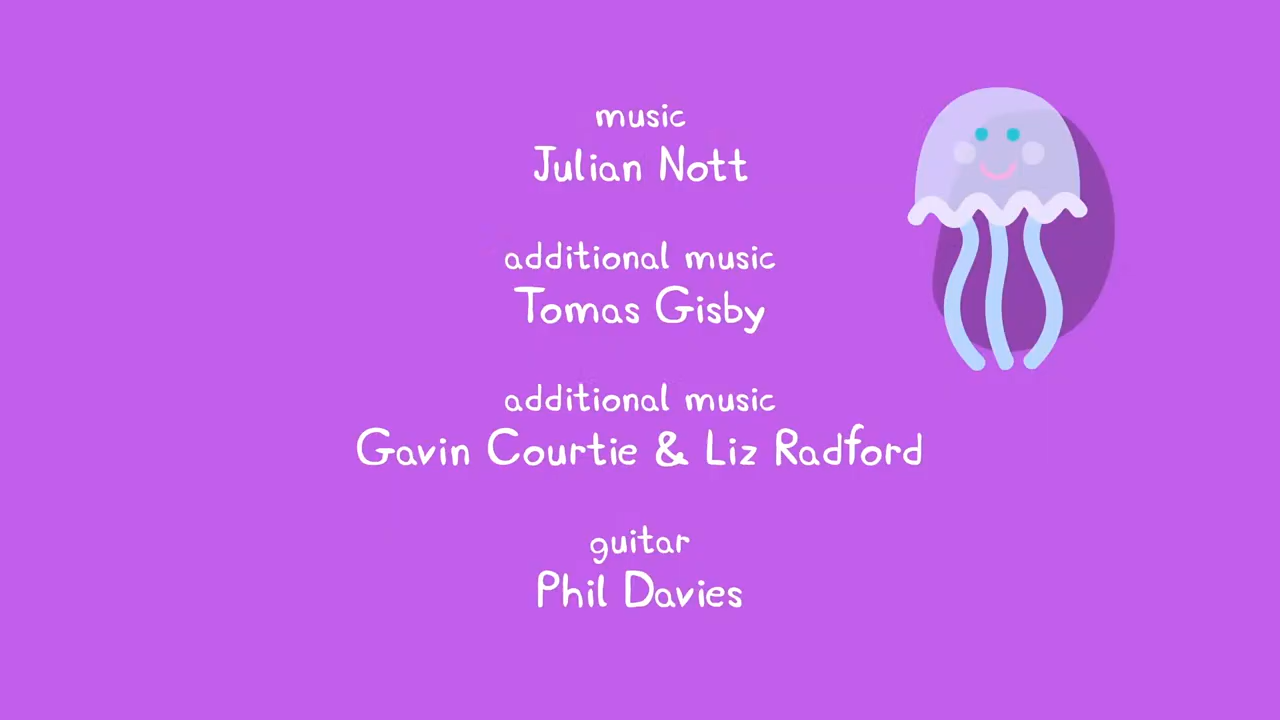 music
Julian Nott
additional music
Tomas Gisby
additional music
Gavin Courtie & Liz Radford
guitar
Phil Davies